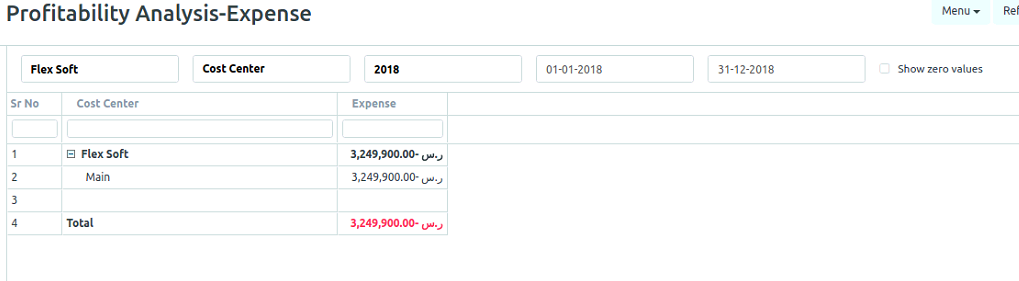 Profitability Analysis-Expense
Menu
Ref
Flex Soft
Cost Center
2018
01-01-2018
31-12-2018
Show zero values
Sr No Cost Center Expense
1 Flex Soft 3,249,900.00- ر.س
2 Main 3,249,900.00- ر.س
3
4 Total 3,249,900.00- ر.س